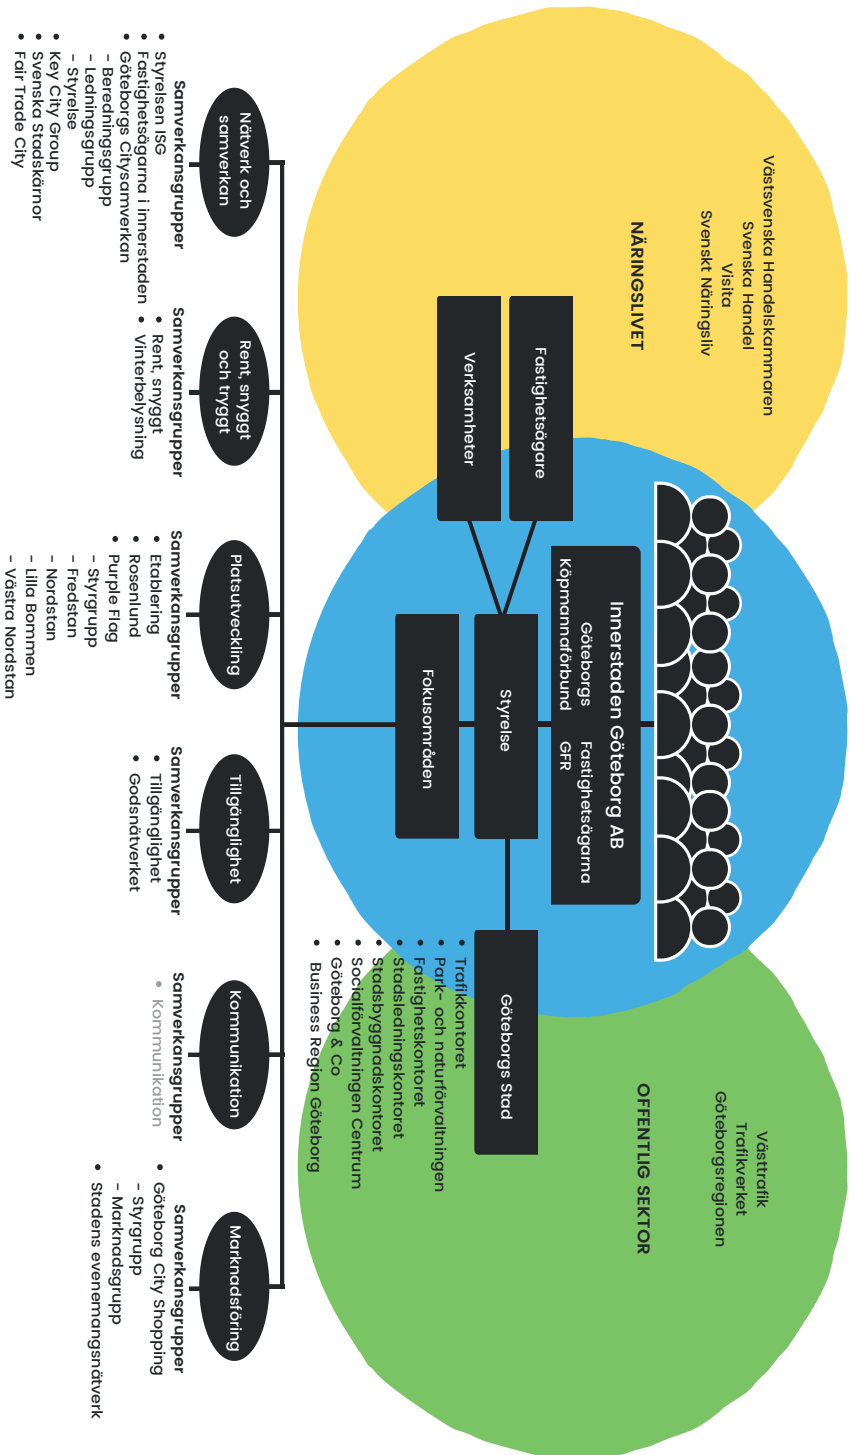 Västsvenska Handelskammaren
Svenska Handel
Visita
Svenskt Näringsliv
NÄRINGSLIVET
Västtrafik
Trafikverket
Göteborgsregionen
OFFENTLIG SEKTOR
Innerstaden Göteborg AB
Göteborgs
Köpmannaförbund
Fastighetsägarna
GFR
Fastighetsägare
Verksamheter
Styrelse
Göteborgs Stad
Fokusområden
• Trafikkontoret
• Park- och naturförvaltningen
• Fastighetskontoret
• Stadsledningskontoret
• Stadsbyggnadskontoret
• Socialförvaltningen Centrum
• Göteborg & Co
• Business Region Göteborg
Nätverk och
samverkan
Samverkansgrupper
• Styrelsen ISG
• Fastighetsägarna i innerstaden
• Göteborgs Citysamverkan
– Beredningsgrupp
– Ledningsgrupp
– Styrelse
• Key City Group
• Svenska Stadskärnor
• Fair Trade City
Rent, snyggt
och tryggt
Samverkansgrupper
• Rent, snyggt
• Vinterbelysning
Platsutveckling
Samverkansgrupper
• Etablering
• Rosenlund
• Purple Flag
– Styrgrupp
– Fredstan
– Nordstan
– Lilla Bommen
– Västra Nordstan
Tillgänglighet
Samverkansgrupper
• Tillgänglighet
• Godsnätverket
Kommunikation
Samverkansgrupper
• Kommunikation
Marknadsföring
Samverkansgrupper
• Göteborg City Shopping
– Styrgrupp
– Marknadsgrupp
• Stadens evenemangsnätverk